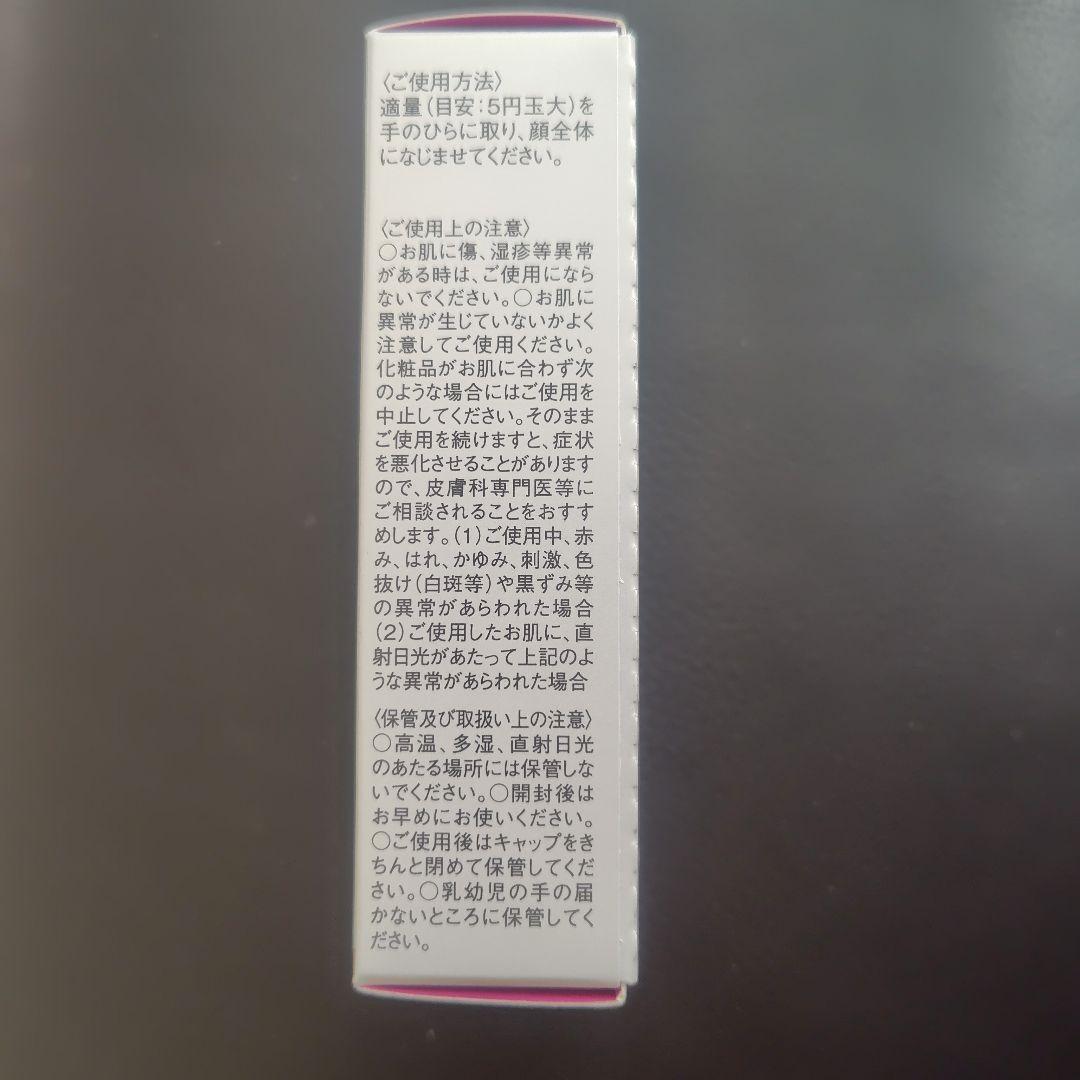 〈ご使用方法〉
適量(目安:5円玉大)を
手のひらに取り、顔全体
になじませてください。
〈ご使用上の注意〉
○お肌に傷、湿疹等異常
がある時は、ご使用になら
ないでください。○お肌に
異常が生じていないかよく
注意してご使用ください。
化粧品がお肌に合わず次
のような場合にはご使用を
中止してください。そのまま
ご使用を続けますと、症状
を悪化させることがあります
ので、皮膚科専門医等に
ご相談されることをおすす
めします。(1)ご使用中、赤
み、はれ、かゆみ、刺激、色
抜け(白斑等)や黒ずみ等
の異常があらわれた場合
(2)ご使用したお肌に、直
射日光があたって上記のよ
うな異常があらわれた場合
〈保管及び取扱い上の注意〉
○高温、多湿、直射日光
のあたる場所には保管しな
いでください。○開封後は
お早めにお使いください。
○ご使用後はキャップをき
ちんと閉めて保管してくだ
さい。○乳幼児の手の届
かないところに保管してく
ださい。